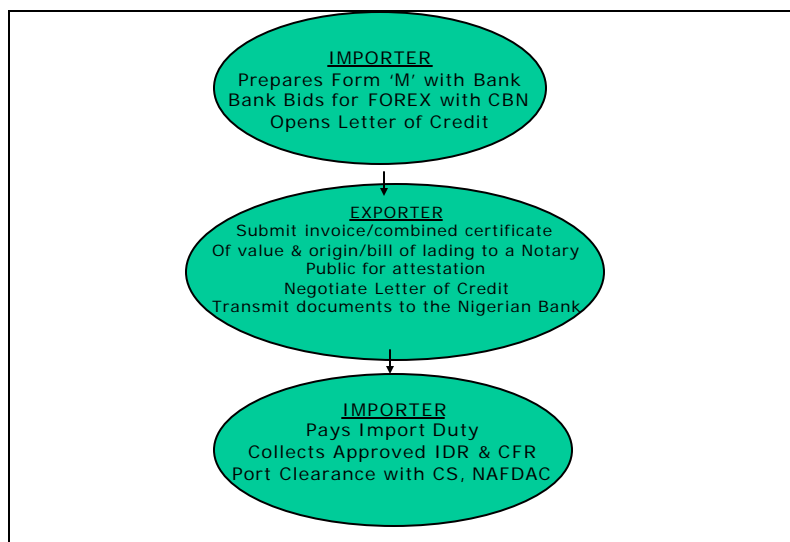 IMPORTER
Prepares Form ‘M’ with Bank
Bank Bids for FOREX with CBN
Opens Letter of Credit
EXPORTER
Submit invoice/combined certificate
Of value & origin/bill of lading to a Notary
Public for attestation
Negotiate Letter of Credit
Transmit documents to the Nigerian Bank
IMPORTER
Pays Import Duty
Collects Approved IDR & CFR
Port Clearance with CS, NAFDAC